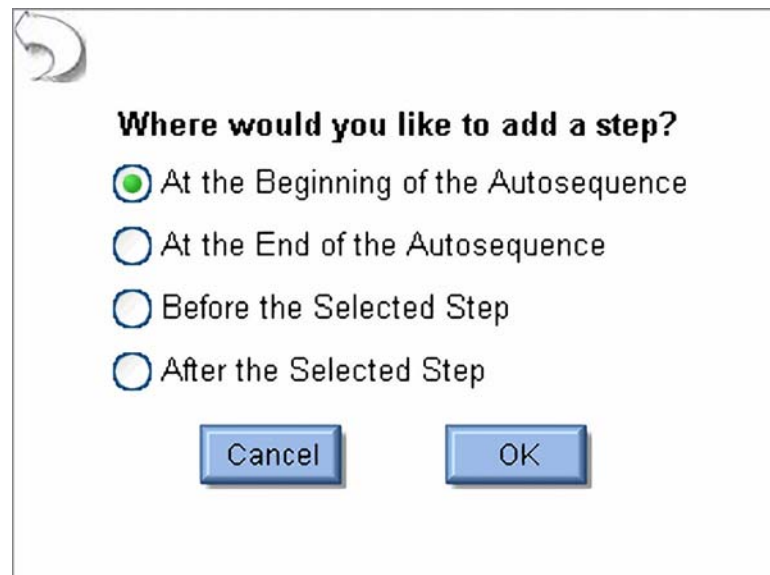 Where would you like to add a step?
At the Beginning of the Autosequence
At the End of the Autosequence
Before the Selected Step
After the Selected Step
Cancel
OK